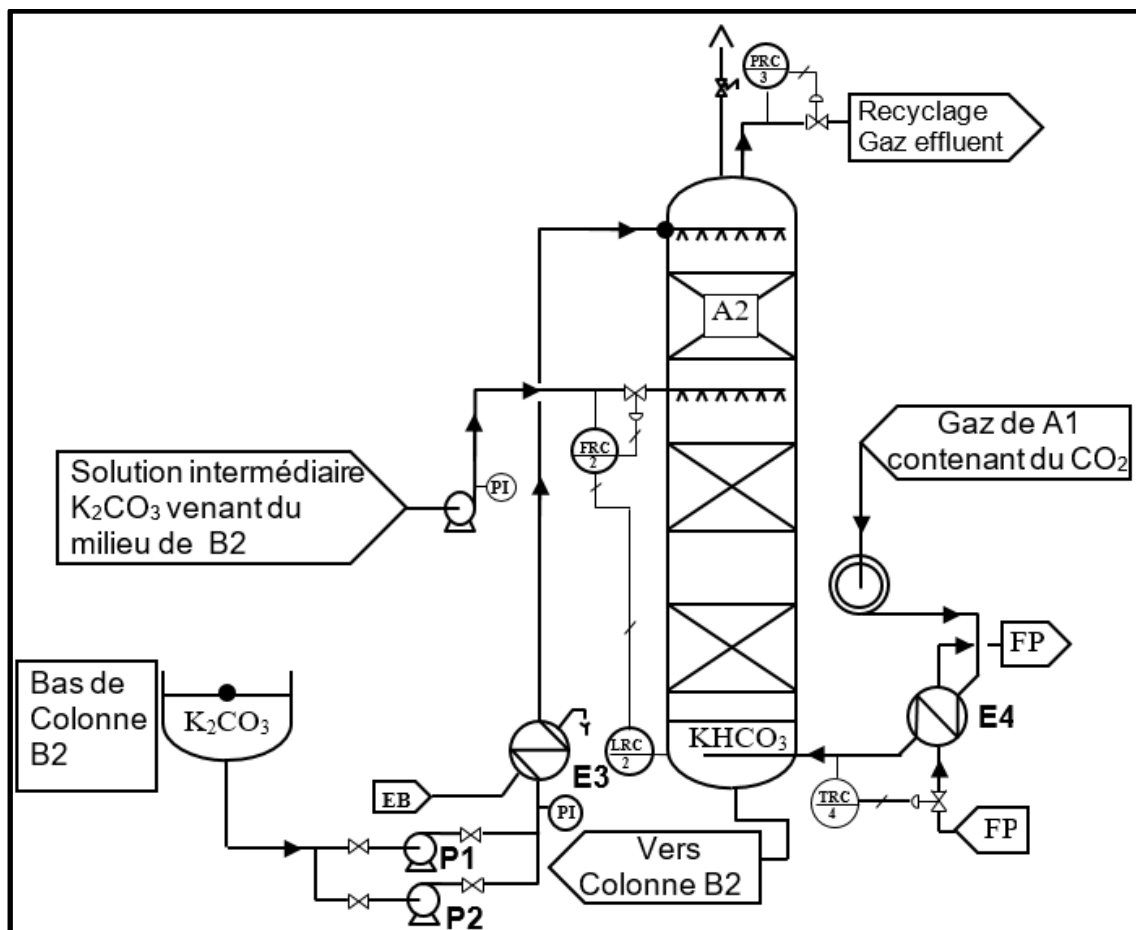 PRC
3
Recyclage
Gaz effluent
A2
Gaz de A1
contenant du CO₂
FRC
2
Solution intermédiaire
K₂CO₃ venant du
milieu de B2
PI
FP
Bas de
Colonne
B2
K₂CO₃
E4
KHCO₃
LRC
2
E3
TRC
4
EB
PI
FP
P1
Vers
Colonne B2
P2